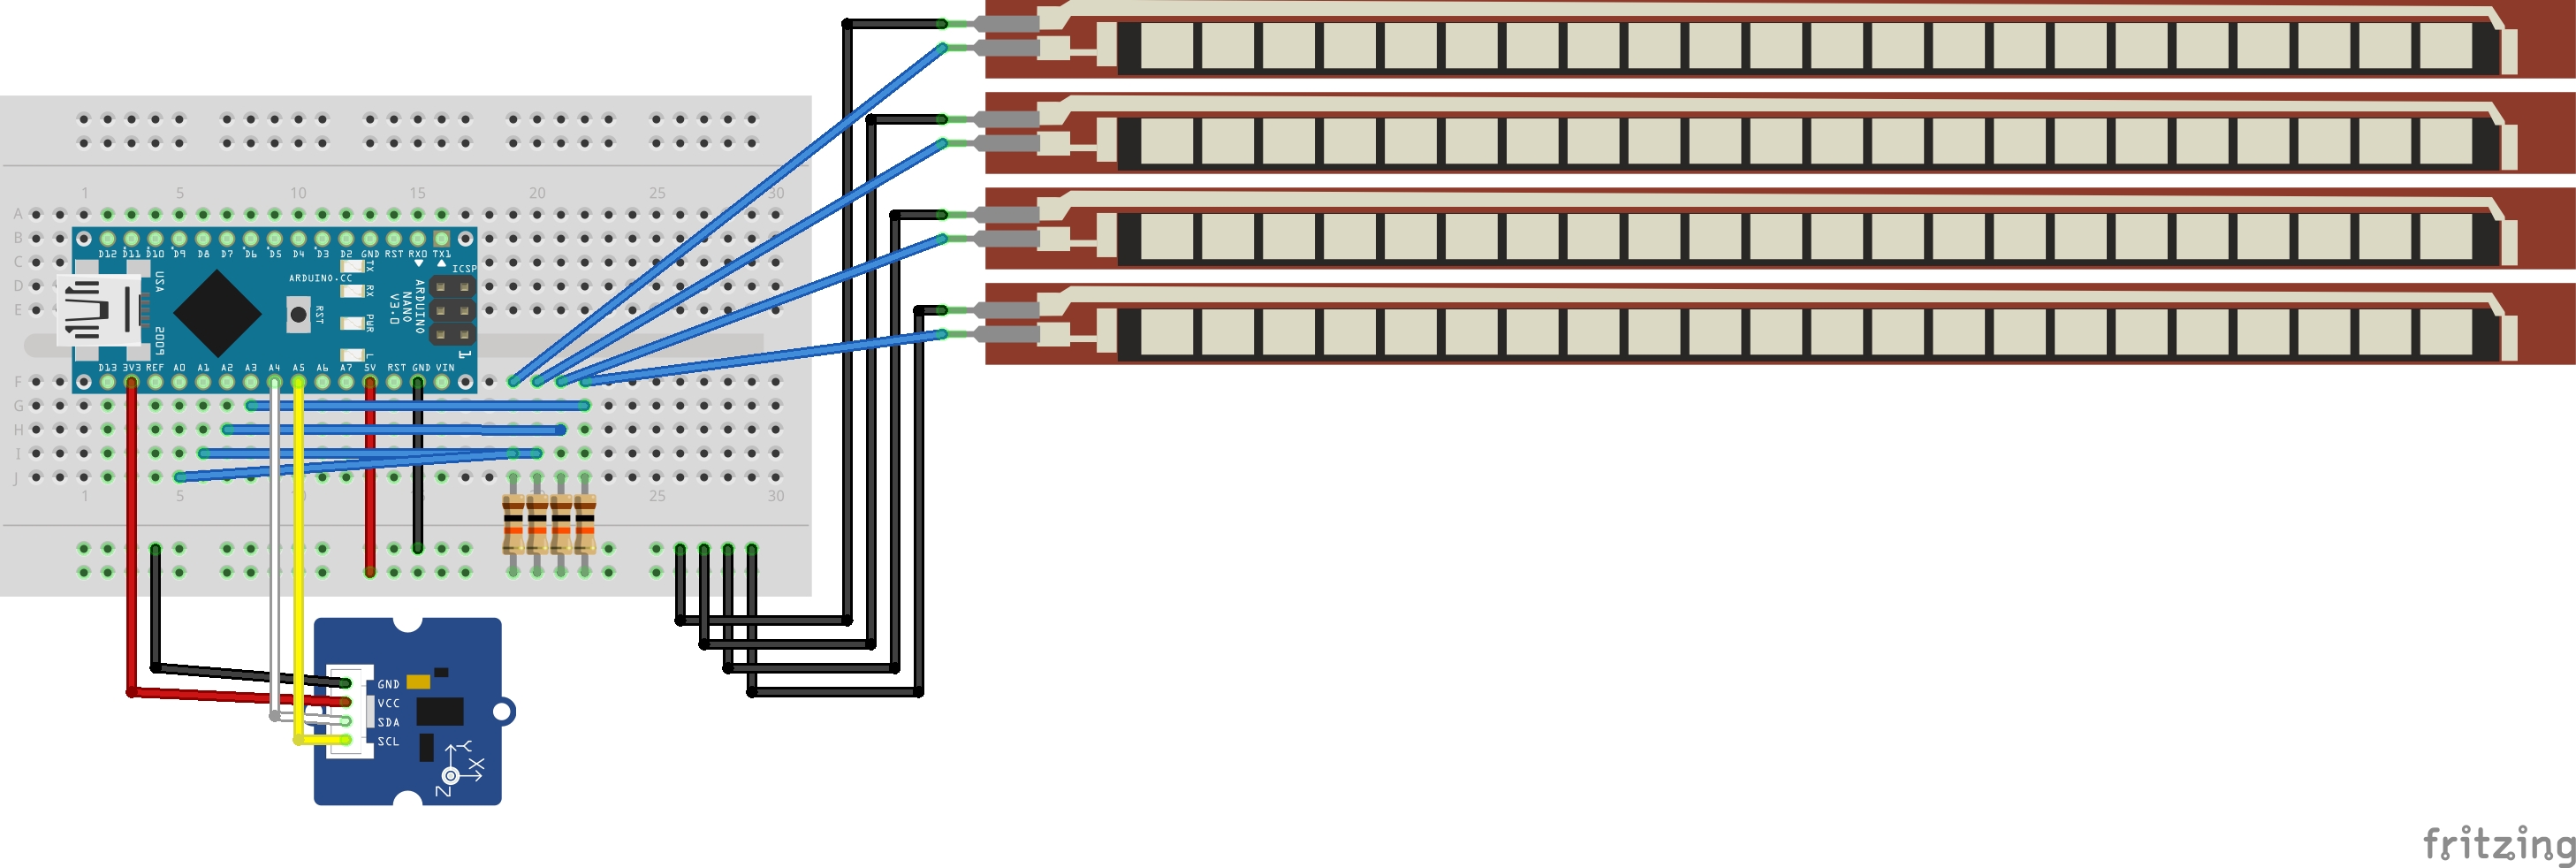 1 5 10 15 20 25 30
A
B
C
D
E
D12 D11 D10 D9 D8 D7 D6 D5 D4 D3 D2 GND RST RX0 TX1
USA
2009
ARDUINO.CC
RST
TX
RX
PWR
L
ARDUINO
NANO
V3.0
ICSP
1
D13 3V3 REF A0 A1 A2 A3 A4 A5 A6 A7 5V RST GND VIN
F
G
H
I
J
1 5 25 30
GND
VCC
SDA
SCL
Y
X
Z
fritzing